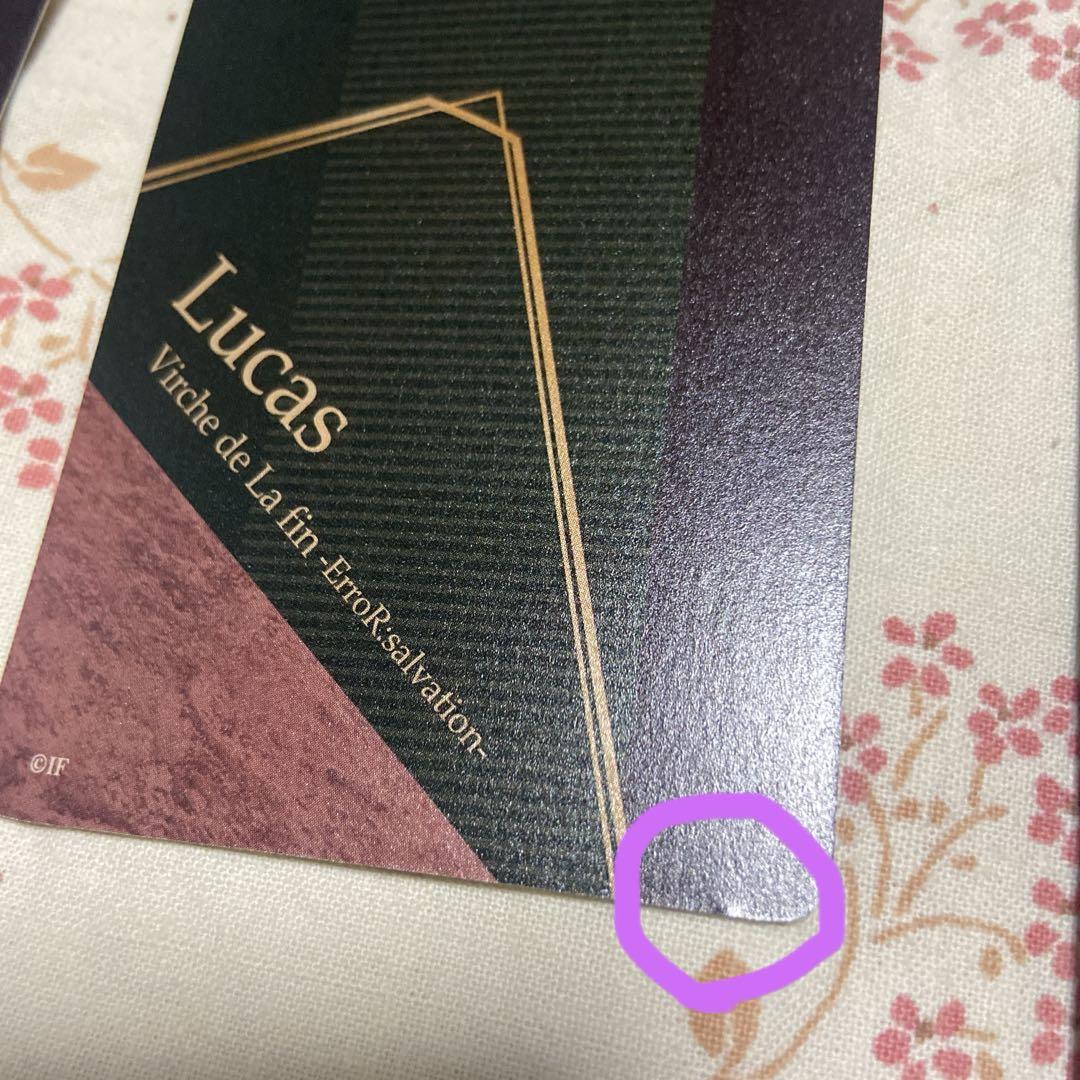 Lucas
Virche de La fin -ErroR:salvation-
©IF